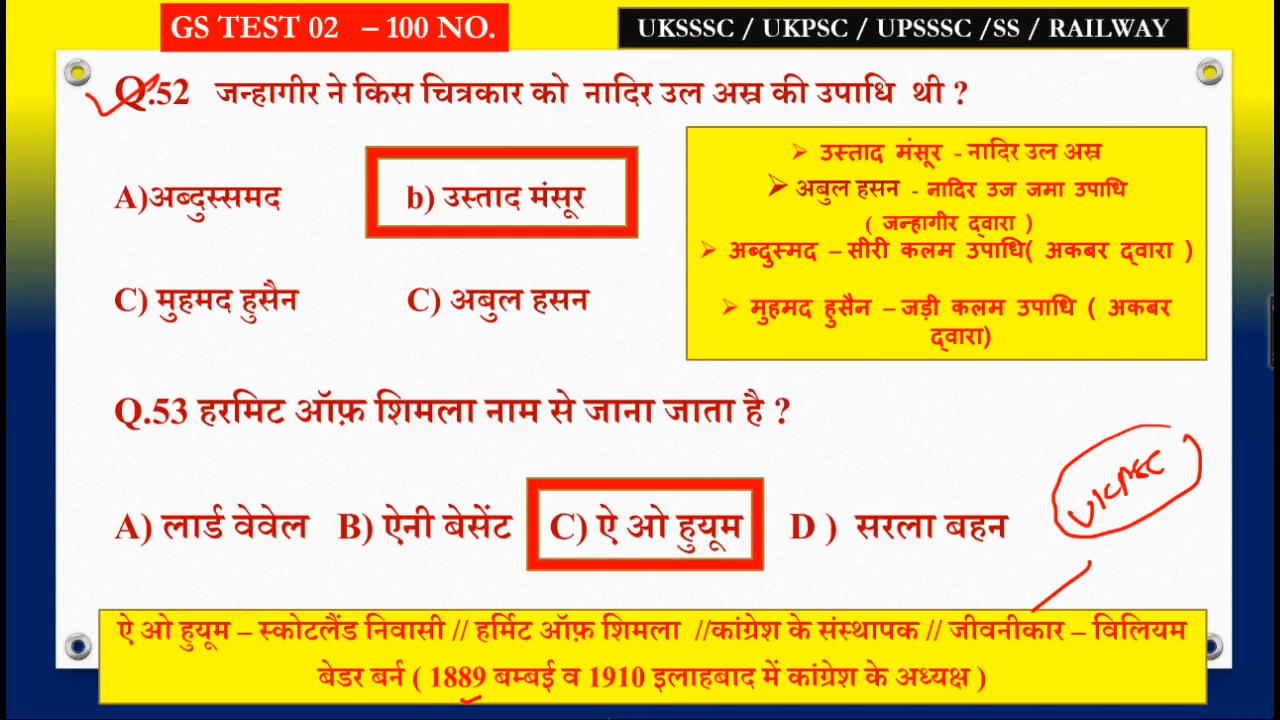 GS TEST 02 – 100 NO.
UKSSSC / UKPSC / UPSSSC /SS / RAILWAY
Q.52 जन्हागीर ने किस चित्रकार को नादिर उल अस्र की उपाधि थी ?
A)अब्दुस्समद b) उस्ताद मंसूर
C) मुहमद हुसैन C) अबुल हसन
➢ उस्ताद मंसूर - नादिर उल अस्र
➢ अबुल हसन - नादिर उज जमा उपाधि
( जन्हागीर द्वारा )
➢ अब्दुस्मद – सीरी कलम उपाधि( अकबर द्वारा )
➢ मुहमद हुसैन – जड़ी कलम उपाधि ( अकबर
द्वारा)
Q.53 हरमिट ऑफ़ शिमला नाम से जाना जाता है ?
A) लार्ड वेवेल B) ऐनी बेसेंट C) ऐ ओ हुयूम D ) सरला बहन
UKPSC
ऐ ओ हुयूम – स्कोटलैंड निवासी // हर्मिट ऑफ़ शिमला //कांग्रेश के संस्थापक // जीवनीकार – विलियम
बेडर बर्न ( 1889 बम्बई व 1910 इलाहबाद में कांग्रेश के अध्यक्ष )